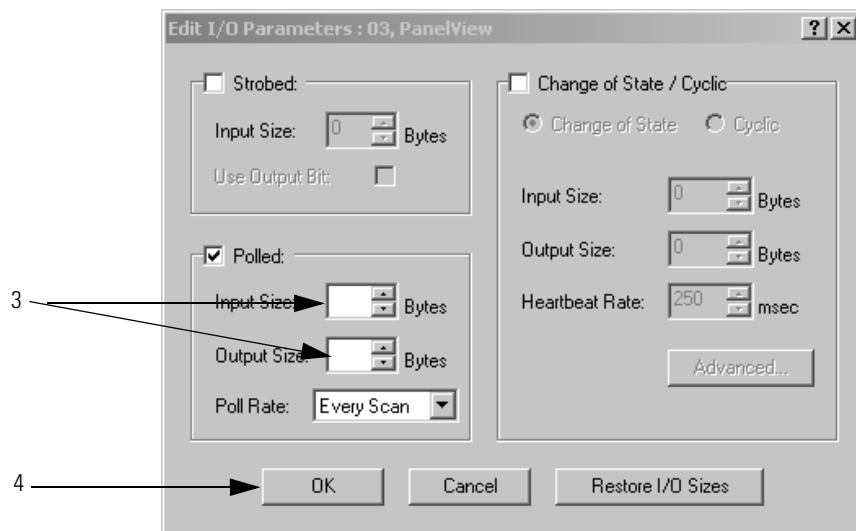 Edit I/O Parameters : 03, PanelView
Strobed:
Input Size:
0
Bytes
Use Output Bit:
Polled:
3
Input Size:
Bytes
Output Size:
Bytes
Poll Rate:
Every Scan
Change of State / Cyclic
Change of State
Cyclic
Input Size:
0
Bytes
Output Size:
0
Bytes
Heartbeat Rate:
250
msec
Advanced...
4
OK
Cancel
Restore I/O Sizes